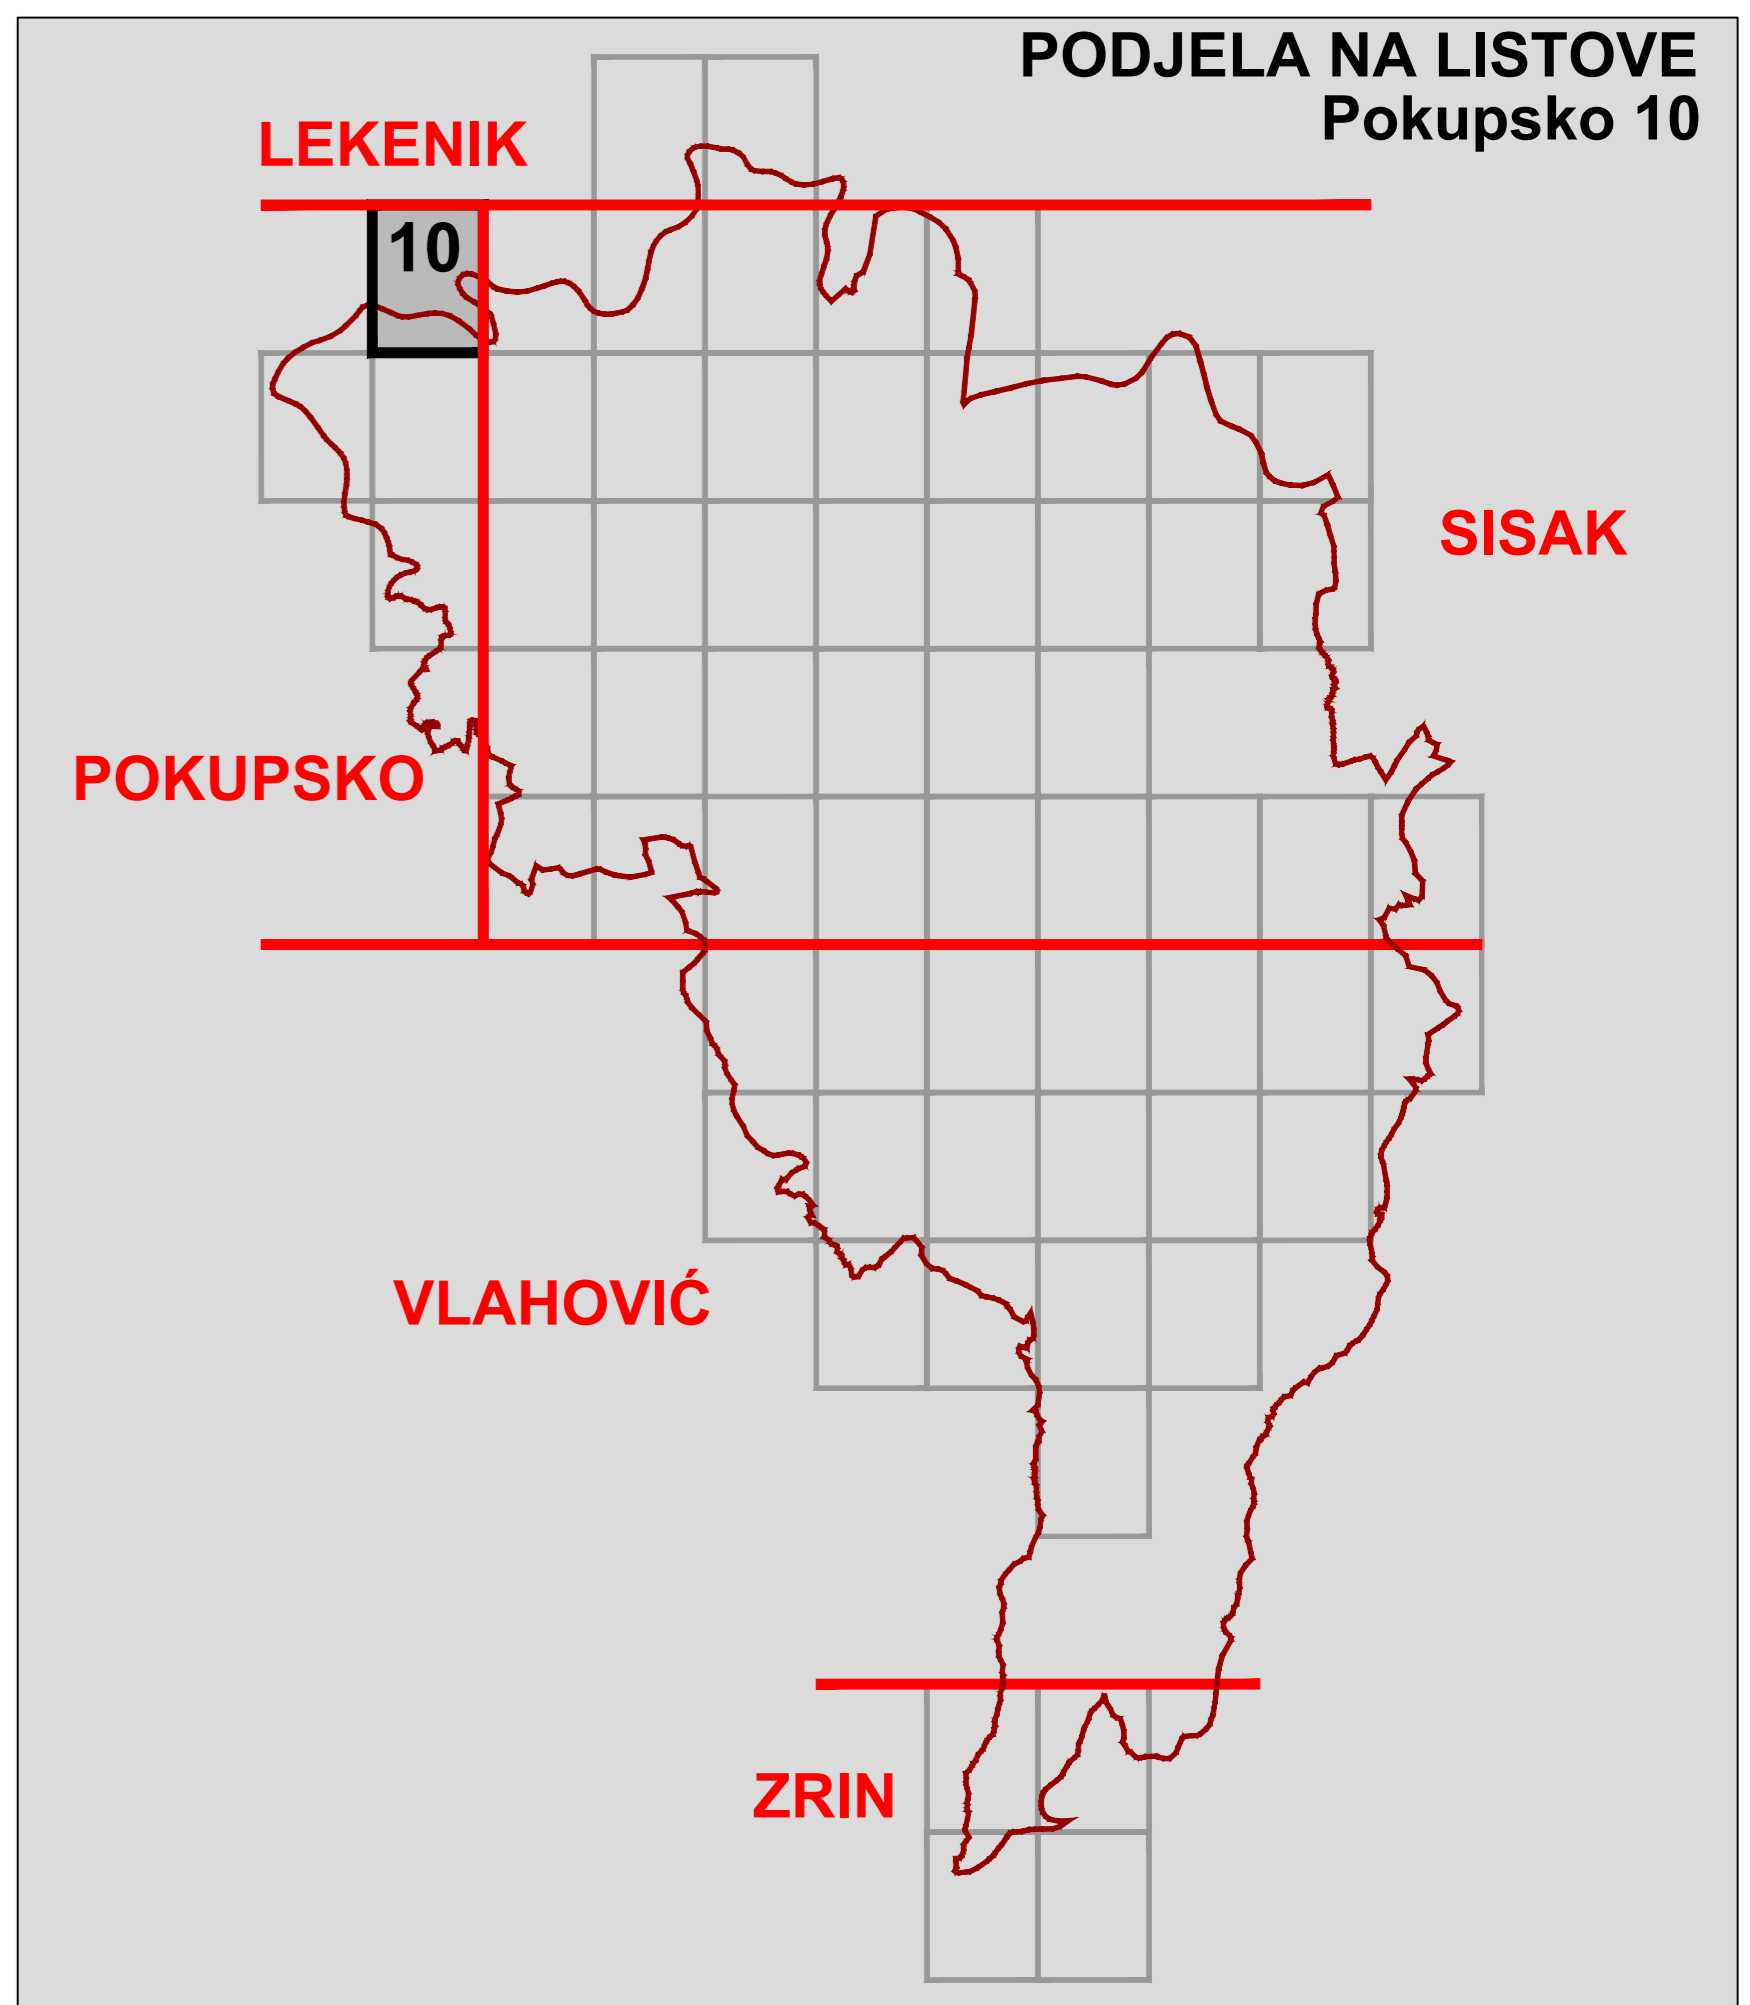 PODJELA NA LISTOVE
Pokupsko 10
LEKENIK
10
SISAK
POKUPSKO
VLAHOVIĆ
ZRIN